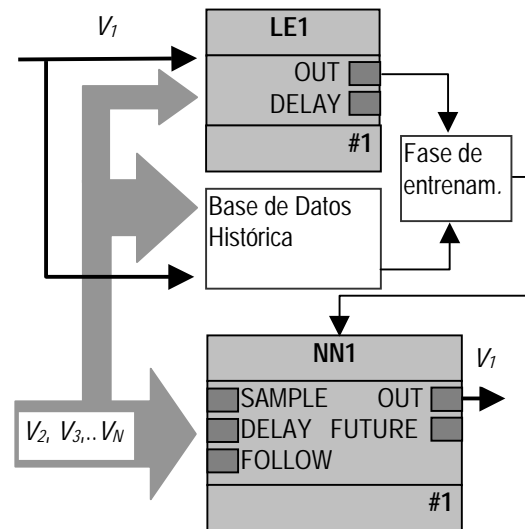 V1
LE1
OUT
DELAY
#1
Fase de
entrenam.
Base de Datos
Histórica
NN1
V1
SAMPLE OUT
DELAY FUTURE
FOLLOW
V2, V3,..VN
#1